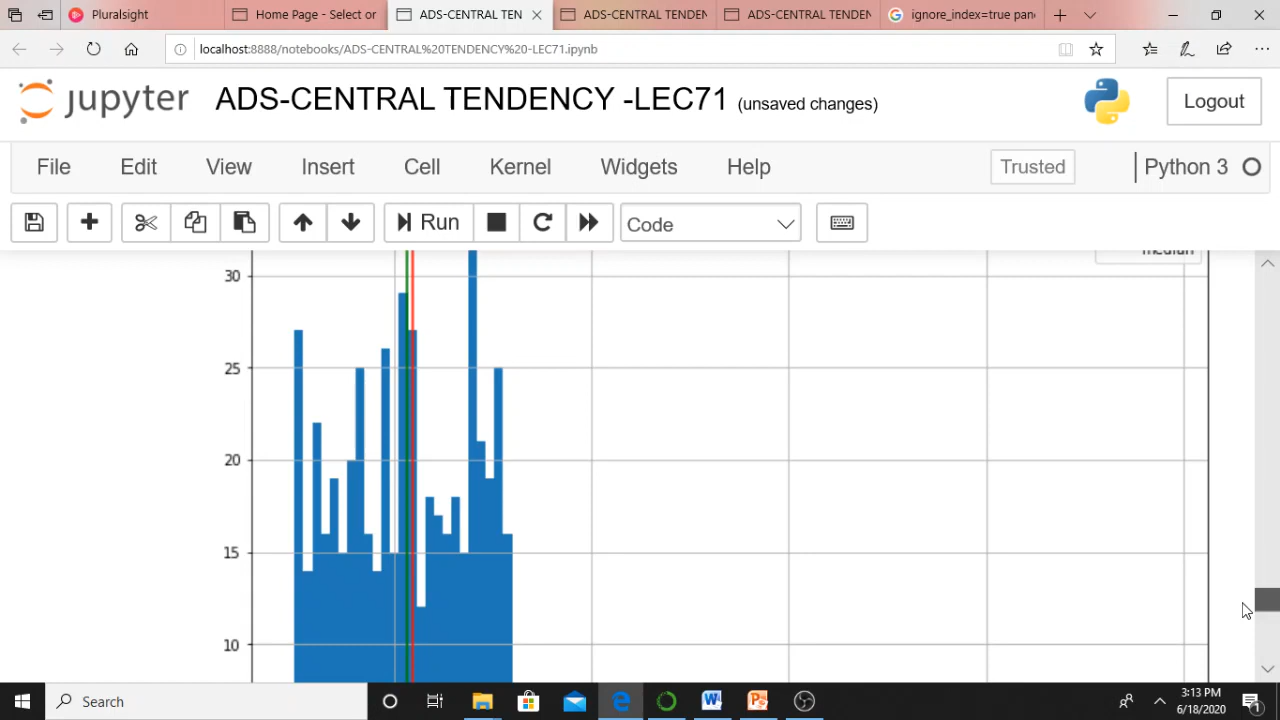 Pluralsight
Home Page - Select or
ADS-CENTRAL TEN
ADS-CENTRAL TENDEN
ADS-CENTRAL TENDEN
ignore_index=true pan
localhost:8888/notebooks/ADS-CENTRAL%20TENDENCY%20-LEC71.ipynb
jupyter
ADS-CENTRAL TENDENCY -LEC71 (unsaved changes)
Logout
File
Edit
View
Insert
Cell
Kernel
Widgets
Help
Trusted
Python 3
Run
Code
median
30
25
20
15
10
Search
3:13 PM
6/18/2020
1